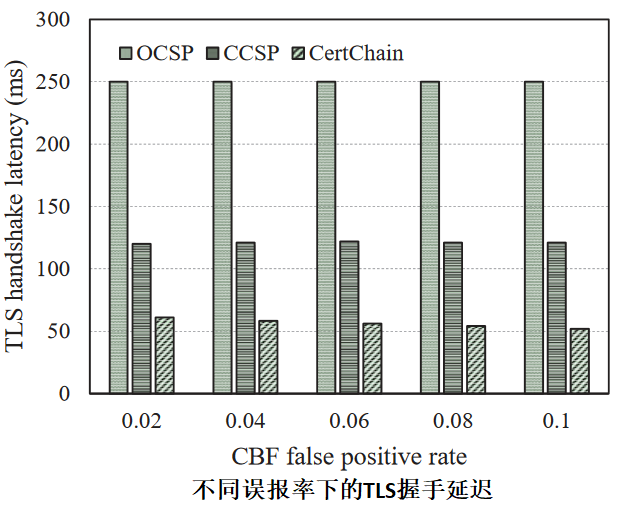 300
250
200
150
100
50
0
OCSP CCSP CertChain
TLS handshake latency (ms)
0.02 0.04 0.06 0.08 0.1
CBF false positive rate
不同误报率下的TLS握手延迟